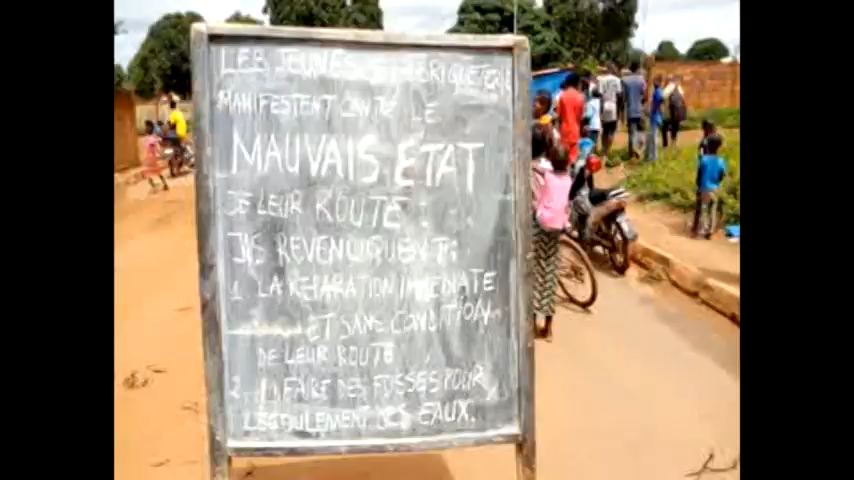 LES JEUNES BRIQUETERIE
MANIFESTENT CONTRE LE
MAUVAIS ETAT
DE LEUR ROUTE :
ILS REVENDIQUENT :
1. LA REPARATION IMMEDIATE
ET SANS CONDITION
DE LEUR ROUTE
2. FAIRE DES FOSSES POUR
L'ECOULEMENT DES EAUX.